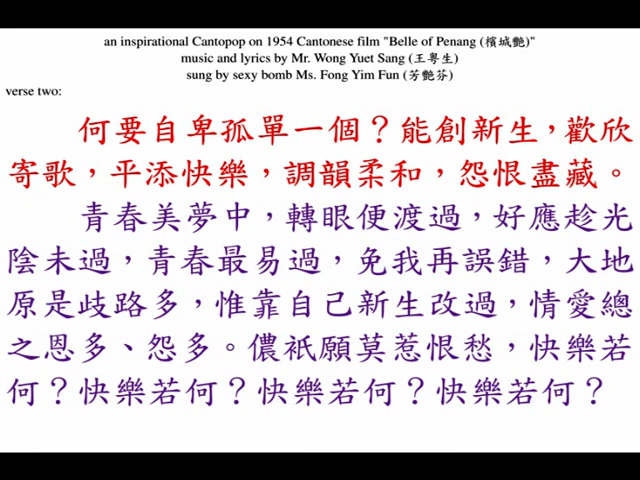 an inspirational Cantopop on 1954 Cantonese film "Belle of Penang (檳城艷)"
music and lyrics by Mr. Wong Yuet Sang (王粵生)
sung by sexy bomb Ms. Fong Yim Fun (芳艷芬)
verse two:
何要自卑孤單一個？能創新生，歡欣
寄歌，平添快樂，調韻柔和，怨恨盡藏。
青春美夢中，轉眼便渡過，好應趁光
陰未過，青春最易過，免我再誤錯，大地
原是歧路多，惟靠自己新生改過，情愛總
之恩多、怨多。儂祇願莫惹恨愁，快樂若
何？快樂若何？快樂若何？快樂若何？